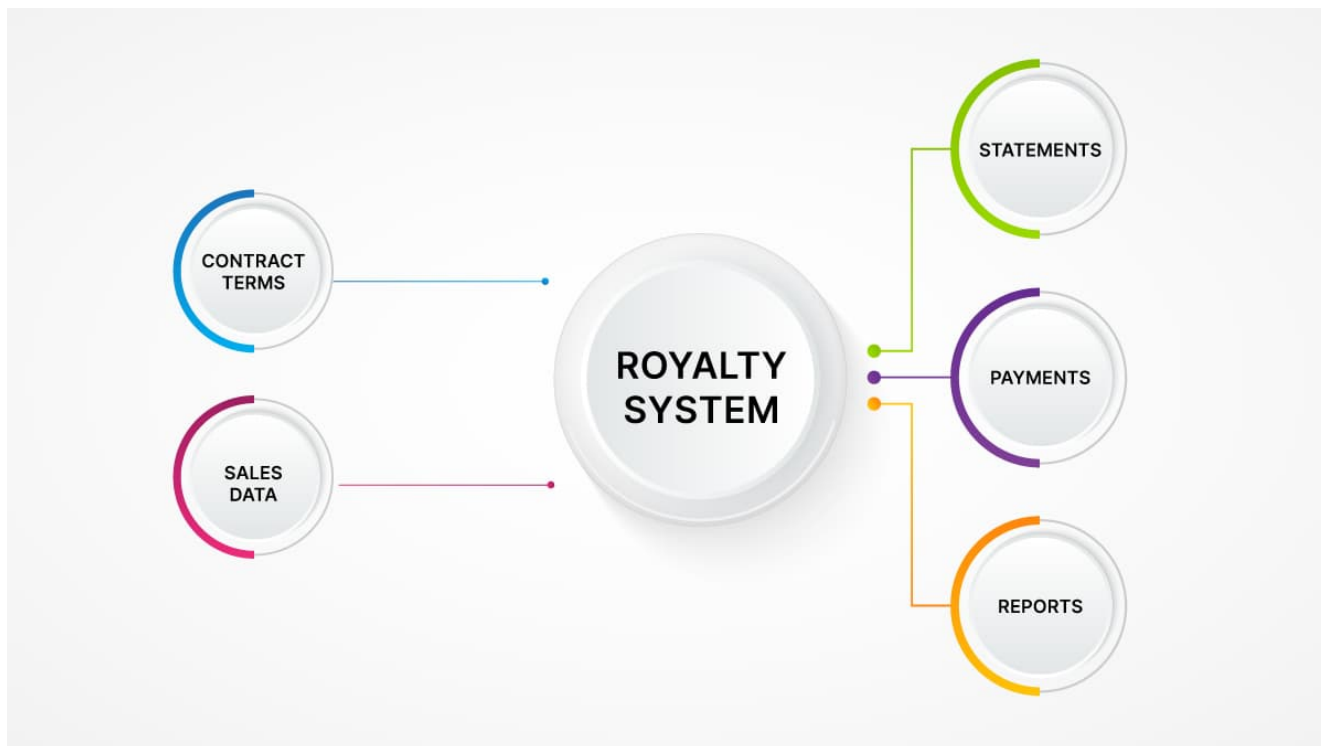 CONTRACT
TERMS
SALES
DATA
ROYALTY
SYSTEM
STATEMENTS
PAYMENTS
REPORTS